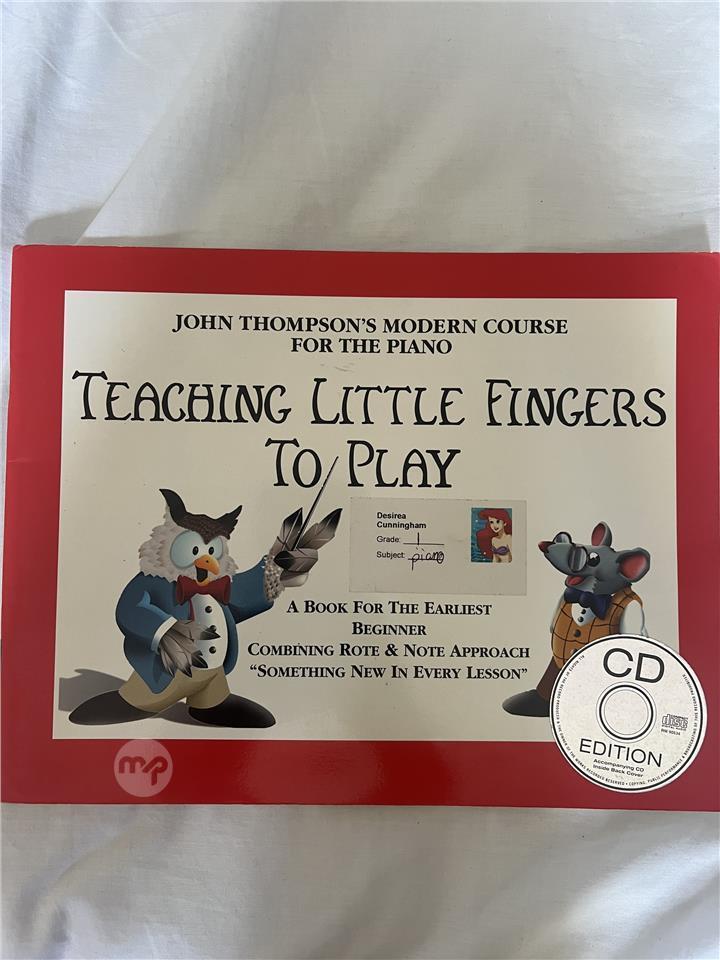 JOHN THOMPSON'S MODERN COURSE
FOR THE PIANO
TEACHING LITTLE FINGERS
TO PLAY
Desirea
Cunningham
Grade: 1
Subject: piano
A BOOK FOR THE EARLIEST
BEGINNER
COMBINING ROTE & NOTE APPROACH
"SOMETHING NEW IN EVERY LESSON"
CD
EDITION
Accompanying CD
Inside Back Cover
mp